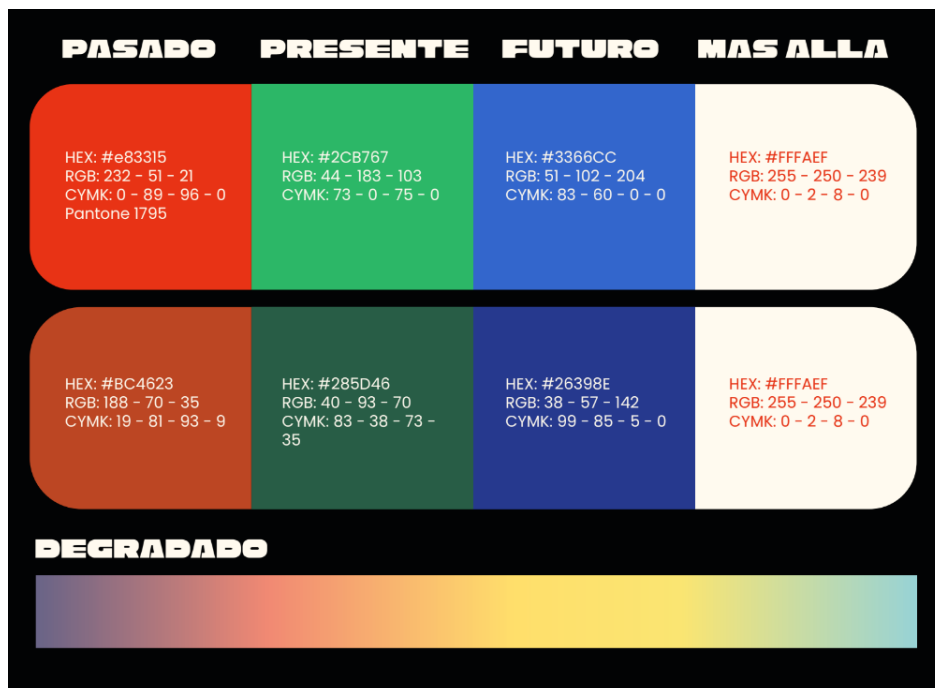 PASADO PRESENTE FUTURO MAS ALLA
HEX: #e83315
RGB: 232 - 51 - 21
CYMK: 0 - 89 - 96 - 0
Pantone 1795
HEX: #2CB767
RGB: 44 - 183 - 103
CYMK: 73 - 0 - 75 - 0
HEX: #3366CC
RGB: 51 - 102 - 204
CYMK: 83 - 60 - 0 - 0
HEX: #FFFAEF
RGB: 255 - 250 - 239
CYMK: 0 - 2 - 8 - 0
HEX: #BC4623
RGB: 188 - 70 - 35
CYMK: 19 - 81 - 93 - 9
HEX: #285D46
RGB: 40 - 93 - 70
CYMK: 83 - 38 - 73 -
35
HEX: #26398E
RGB: 38 - 57 - 142
CYMK: 99 - 85 - 5 - 0
HEX: #FFFAEF
RGB: 255 - 250 - 239
CYMK: 0 - 2 - 8 - 0
DEGRADADO